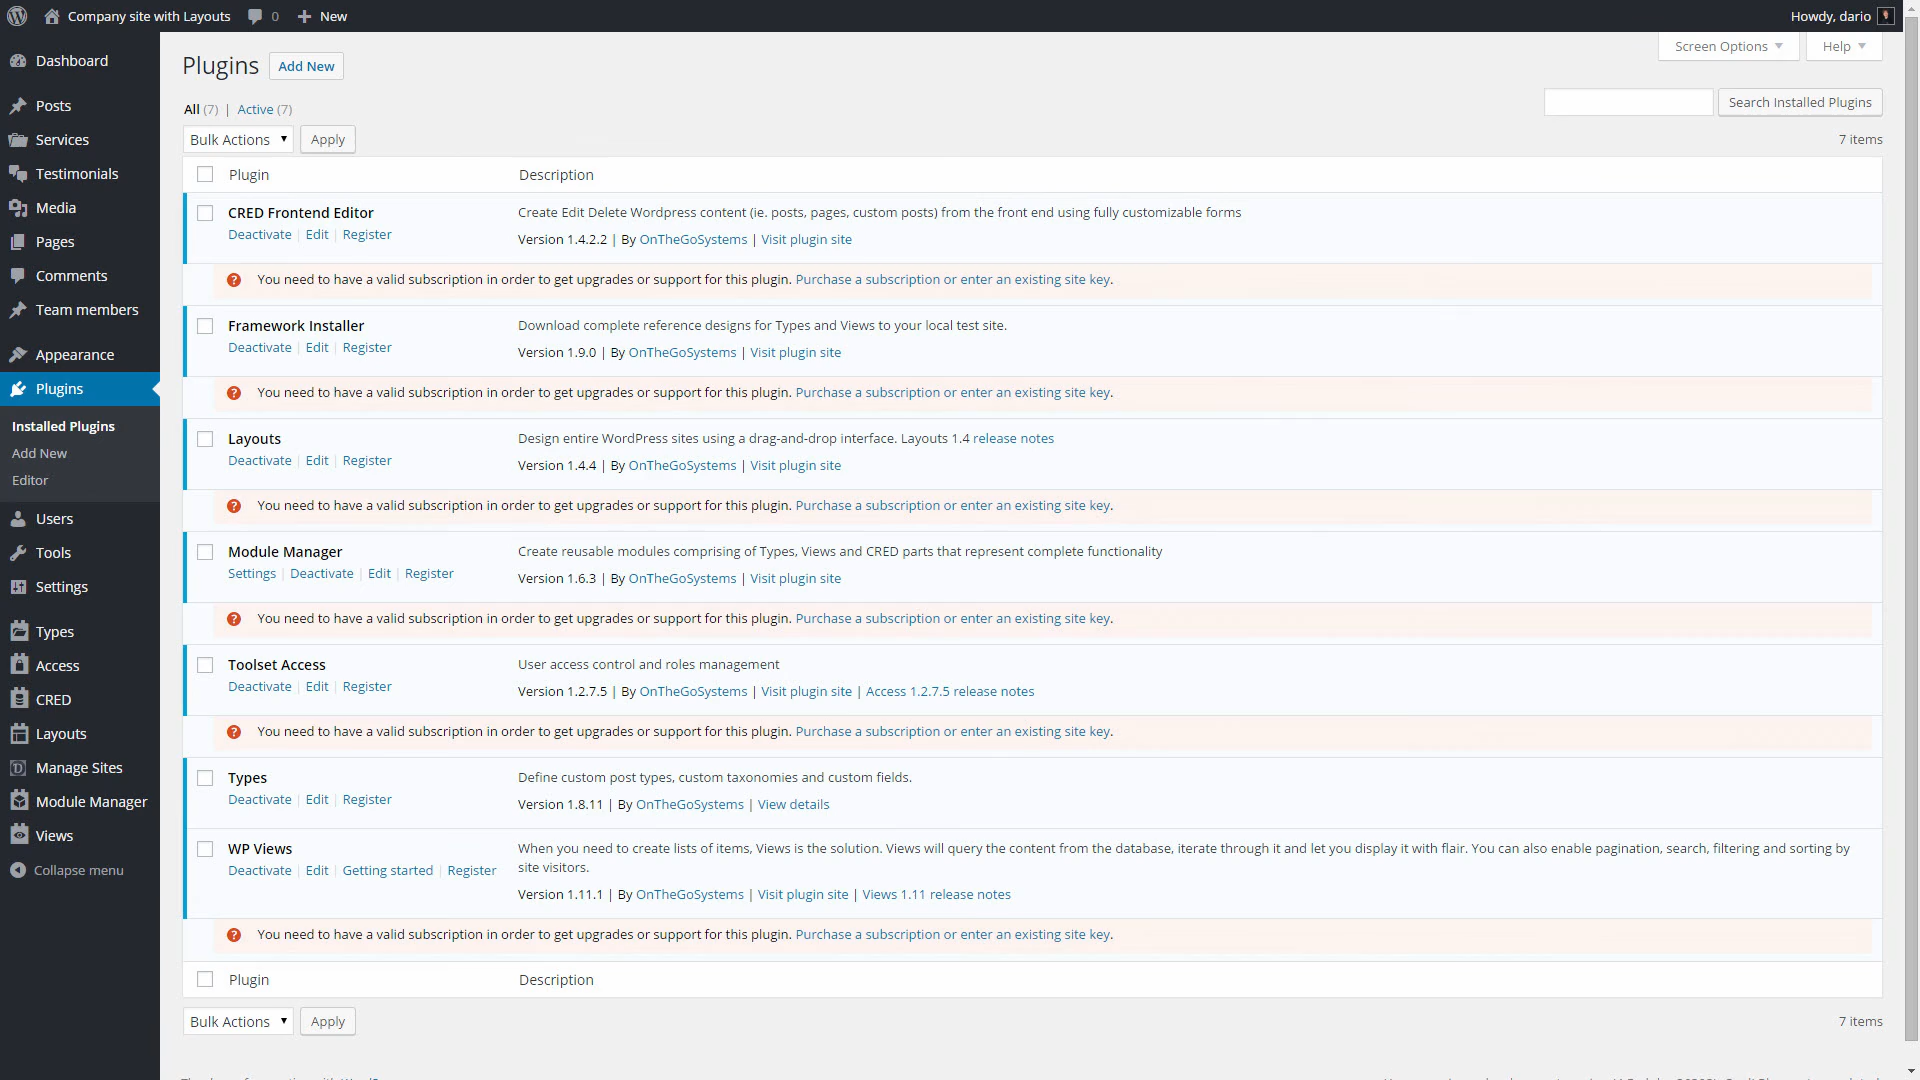 Company site with Layouts 0 New Howdy, dario
Screen Options Help
Dashboard
Posts
Services
Testimonials
Media
Pages
Comments
Team members
Appearance
Plugins
Installed Plugins
Add New
Editor
Users
Tools
Settings
Types
Access
CRED
Layouts
Manage Sites
Module Manager
Views
Collapse menu
Plugins Add New
All (7) | Active (7)
Search Installed Plugins
Bulk Actions Apply 7 items
Plugin Description
CRED Frontend Editor
Deactivate | Edit | Register
Create Edit Delete Wordpress content (ie. posts, pages, custom posts) from the front end using fully customizable forms
Version 1.4.2.2 | By OnTheGoSystems | Visit plugin site
You need to have a valid subscription in order to get upgrades or support for this plugin. Purchase a subscription or enter an existing site key.
Framework Installer
Deactivate | Edit | Register
Download complete reference designs for Types and Views to your local test site.
Version 1.9.0 | By OnTheGoSystems | Visit plugin site
You need to have a valid subscription in order to get upgrades or support for this plugin. Purchase a subscription or enter an existing site key.
Layouts
Deactivate | Edit | Register
Design entire WordPress sites using a drag-and-drop interface. Layouts 1.4 release notes
Version 1.4.4 | By OnTheGoSystems | Visit plugin site
You need to have a valid subscription in order to get upgrades or support for this plugin. Purchase a subscription or enter an existing site key.
Module Manager
Settings | Deactivate | Edit | Register
Create reusable modules comprising of Types, Views and CRED parts that represent complete functionality
Version 1.6.3 | By OnTheGoSystems | Visit plugin site
You need to have a valid subscription in order to get upgrades or support for this plugin. Purchase a subscription or enter an existing site key.
Toolset Access
Deactivate | Edit | Register
User access control and roles management
Version 1.2.7.5 | By OnTheGoSystems | Visit plugin site | Access 1.2.7.5 release notes
You need to have a valid subscription in order to get upgrades or support for this plugin. Purchase a subscription or enter an existing site key.
Types
Deactivate | Edit | Register
Define custom post types, custom taxonomies and custom fields.
Version 1.8.11 | By OnTheGoSystems | View details
WP Views
Deactivate | Edit | Getting started | Register
When you need to create lists of items, Views is the solution. Views will query the content from the database, iterate through it and let you display it with flair. You can also enable pagination, search, filtering and sorting by
site visitors.
Version 1.11.1 | By OnTheGoSystems | Visit plugin site | Views 1.11 release notes
You need to have a valid subscription in order to get upgrades or support for this plugin. Purchase a subscription or enter an existing site key.
Plugin Description
Bulk Actions Apply 7 items